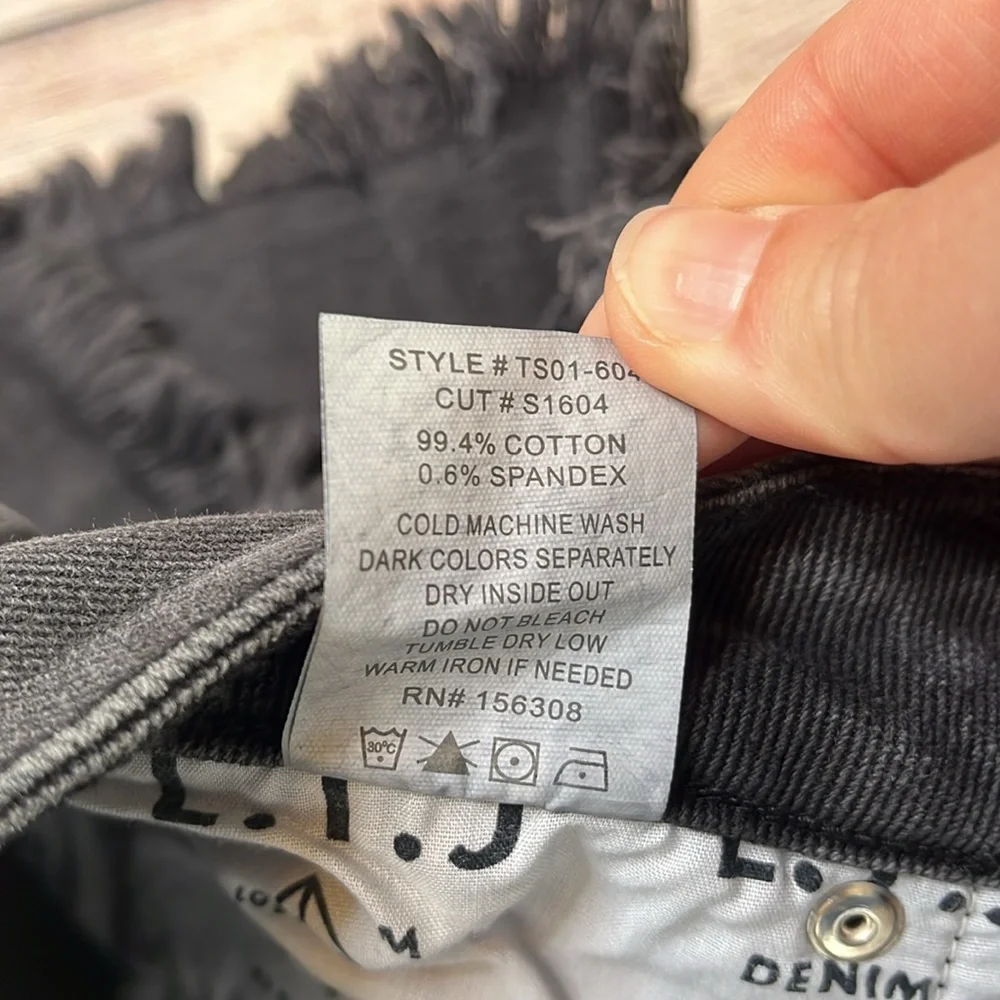 STYLE # TS01-604
CUT # S1604
99.4% COTTON
0.6% SPANDEX
COLD MACHINE WASH
DARK COLORS SEPARATELY
DRY INSIDE OUT
DO NOT BLEACH
TUMBLE DRY LOW
WARM IRON IF NEEDED
RN# 156308
30°C
DENIM